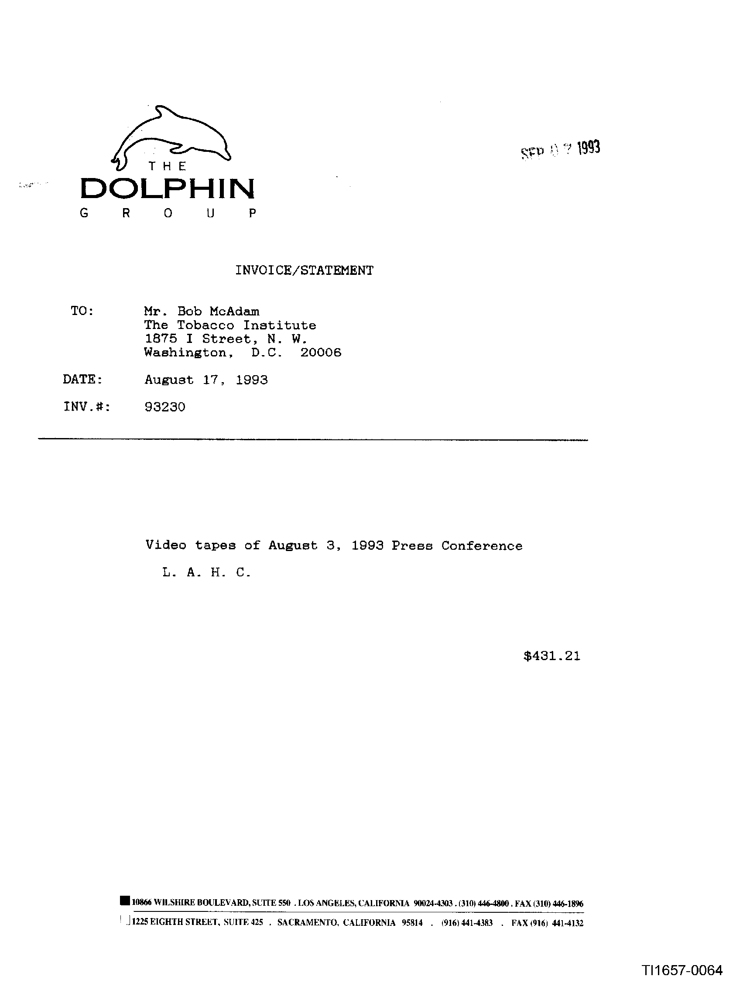 SEP 07 1993
THE
DOLPHIN
GROUP
INVOICE/STATEMENT
TO: Mr. Bob McAdam
The Tobacco Institute
1875 I Street, N. W.
Washington, D.C. 20006
DATE: August 17, 1993
INV.#: 93230
Video tapes of August 3, 1993 Press Conference
L. A. H. C.
$431.21
10866 WILSHIRE BOULEVARD, SUITE 550 . LOS ANGELES, CALIFORNIA 90024-4303 . (310) 446-4800 . FAX (310) 446-1896
1225 EIGHTH STREET, SUITE 425 . SACRAMENTO, CALIFORNIA 95814 . (916) 441-4383 . FAX (916) 441-4132
TI1657-0064